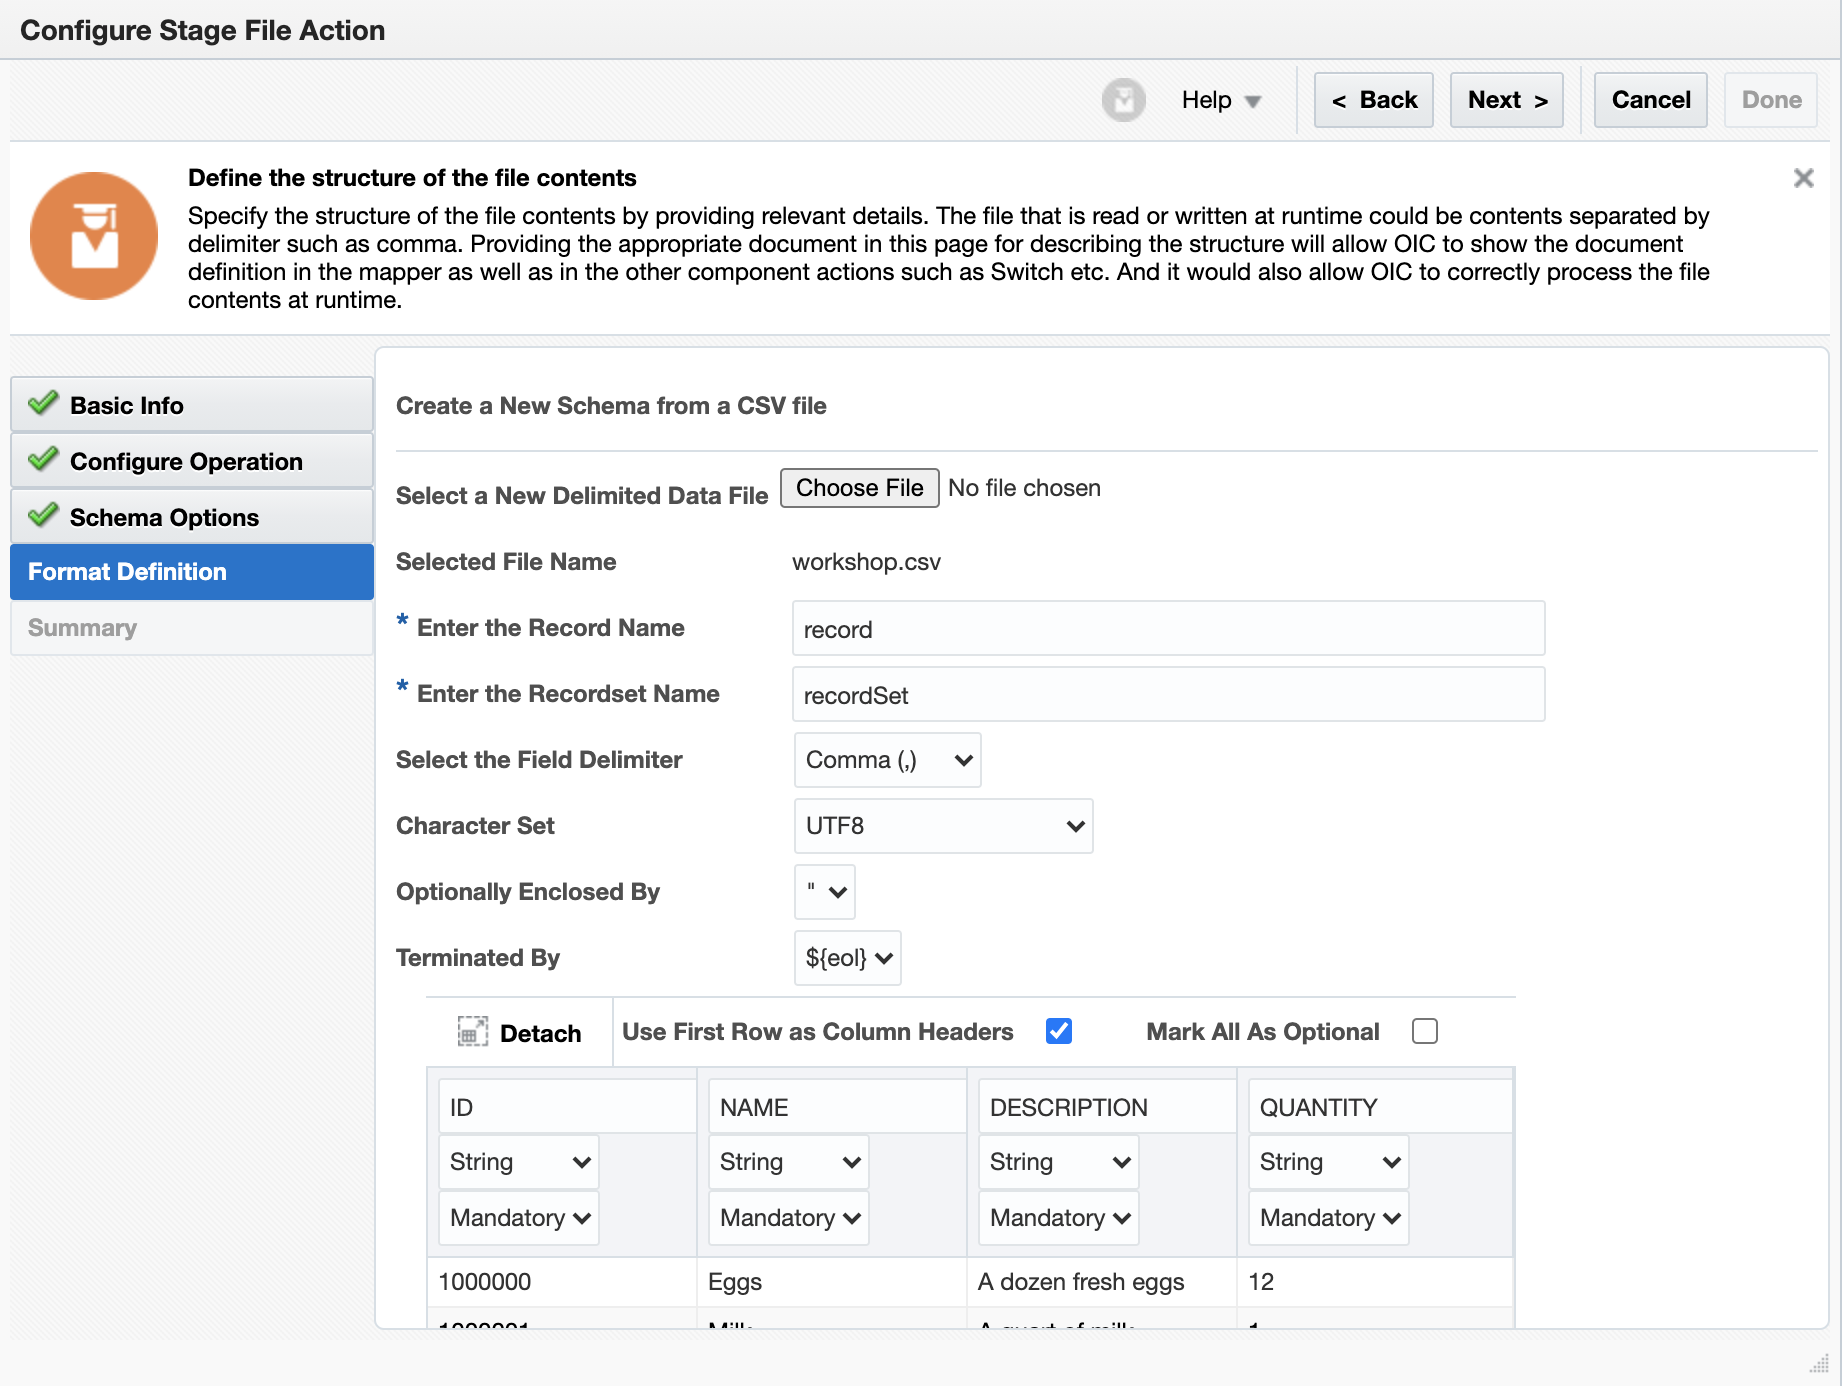 Configure Stage File Action
Help
< Back
Next >
Cancel
Done
Define the structure of the file contents
Specify the structure of the file contents by providing relevant details. The file that is read or written at runtime could be contents separated by
delimiter such as comma. Providing the appropriate document in this page for describing the structure will allow OIC to show the document
definition in the mapper as well as in the other component actions such as Switch etc. And it would also allow OIC to correctly process the file
contents at runtime.
Basic Info
Configure Operation
Schema Options
Format Definition
Summary
Create a New Schema from a CSV file
Select a New Delimited Data File Choose File No file chosen
Selected File Name workshop.csv
* Enter the Record Name record
* Enter the Recordset Name recordSet
Select the Field Delimiter Comma (,)
Character Set UTF8
Optionally Enclosed By "
Terminated By ${eol}
Detach Use First Row as Column Headers Mark All As Optional
ID NAME DESCRIPTION QUANTITY
String String String String
Mandatory Mandatory Mandatory Mandatory
1000000 Eggs A dozen fresh eggs 12